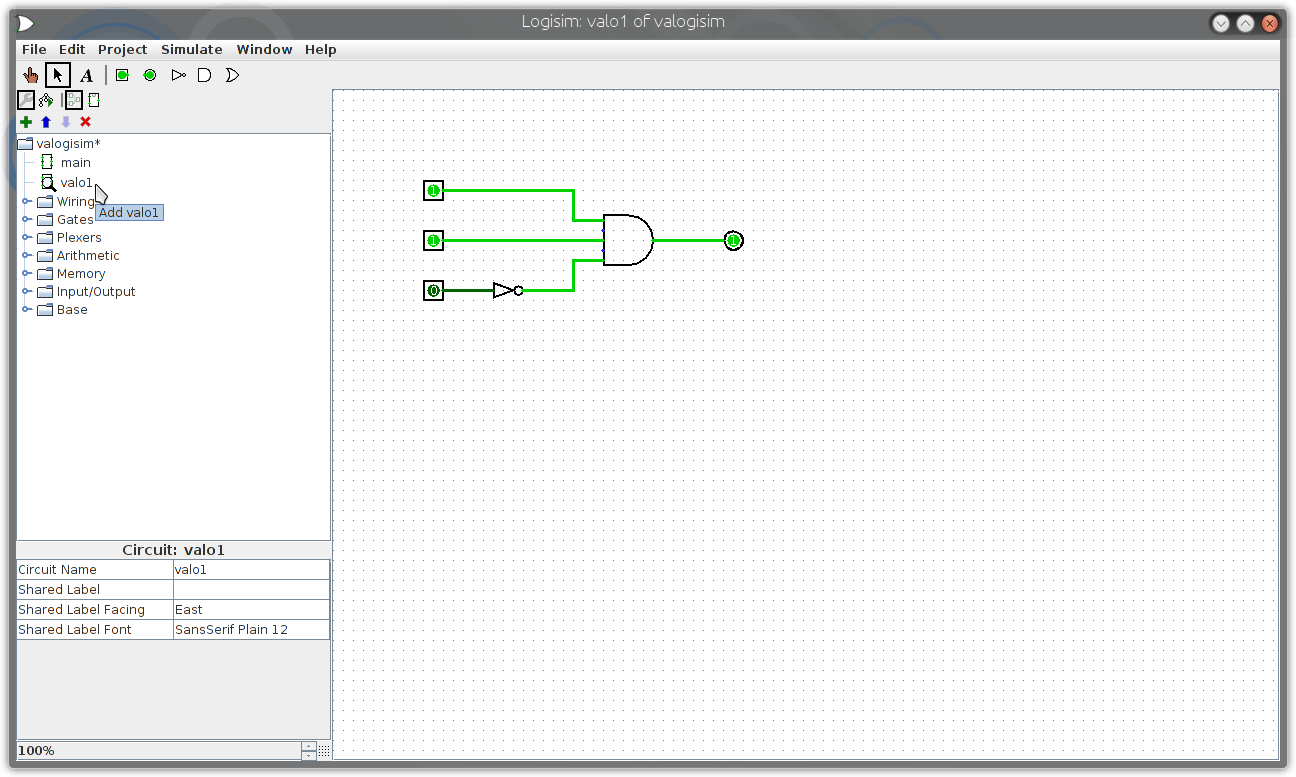 Logisim: valo1 of valogisim
File Edit Project Simulate Window Help
A
valogisim*
main
valo1
Wiring
Add valo1
Gates
Plexers
Arithmetic
Memory
Input/Output
Base
1
1
1
0
Circuit: valo1
Circuit Name valo1
Shared Label
Shared Label Facing East
Shared Label Font SansSerif Plain 12
100%